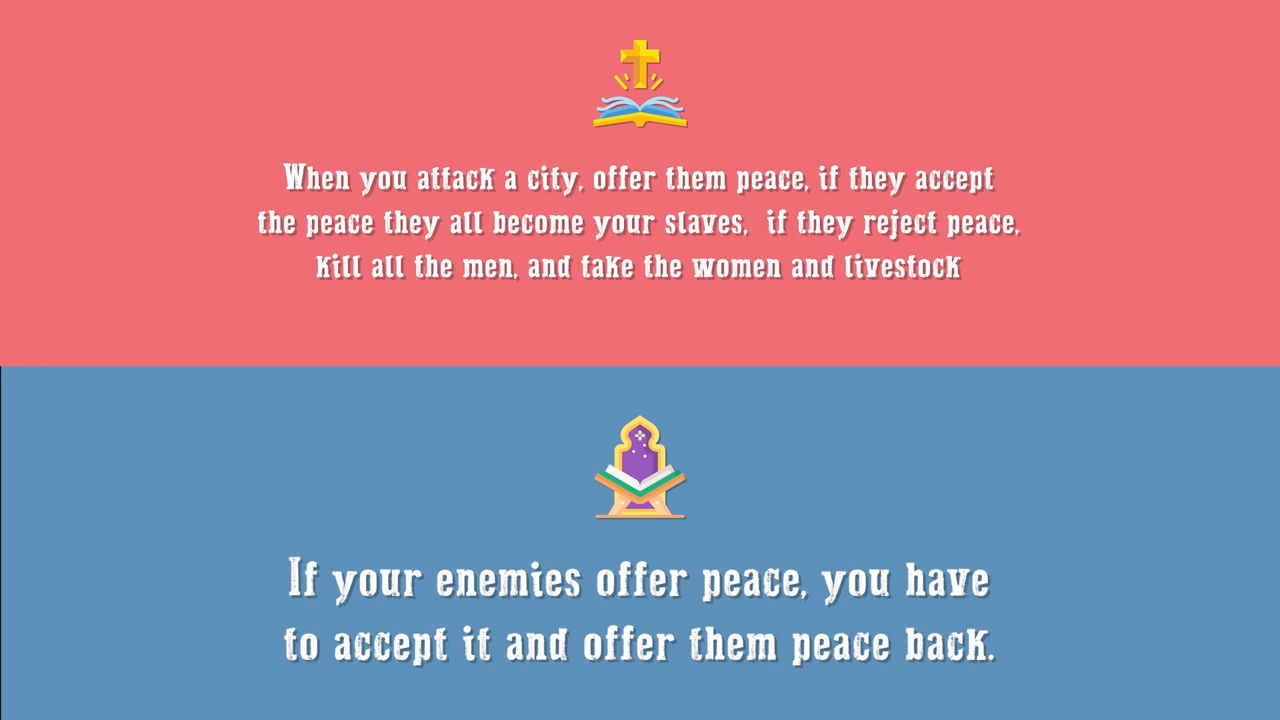 When you attack a city, offer them peace, if they accept
the peace they all become your slaves, if they reject peace,
kill all the men, and take the women and livestock
If your enemies offer peace, you have
to accept it and offer them peace back.